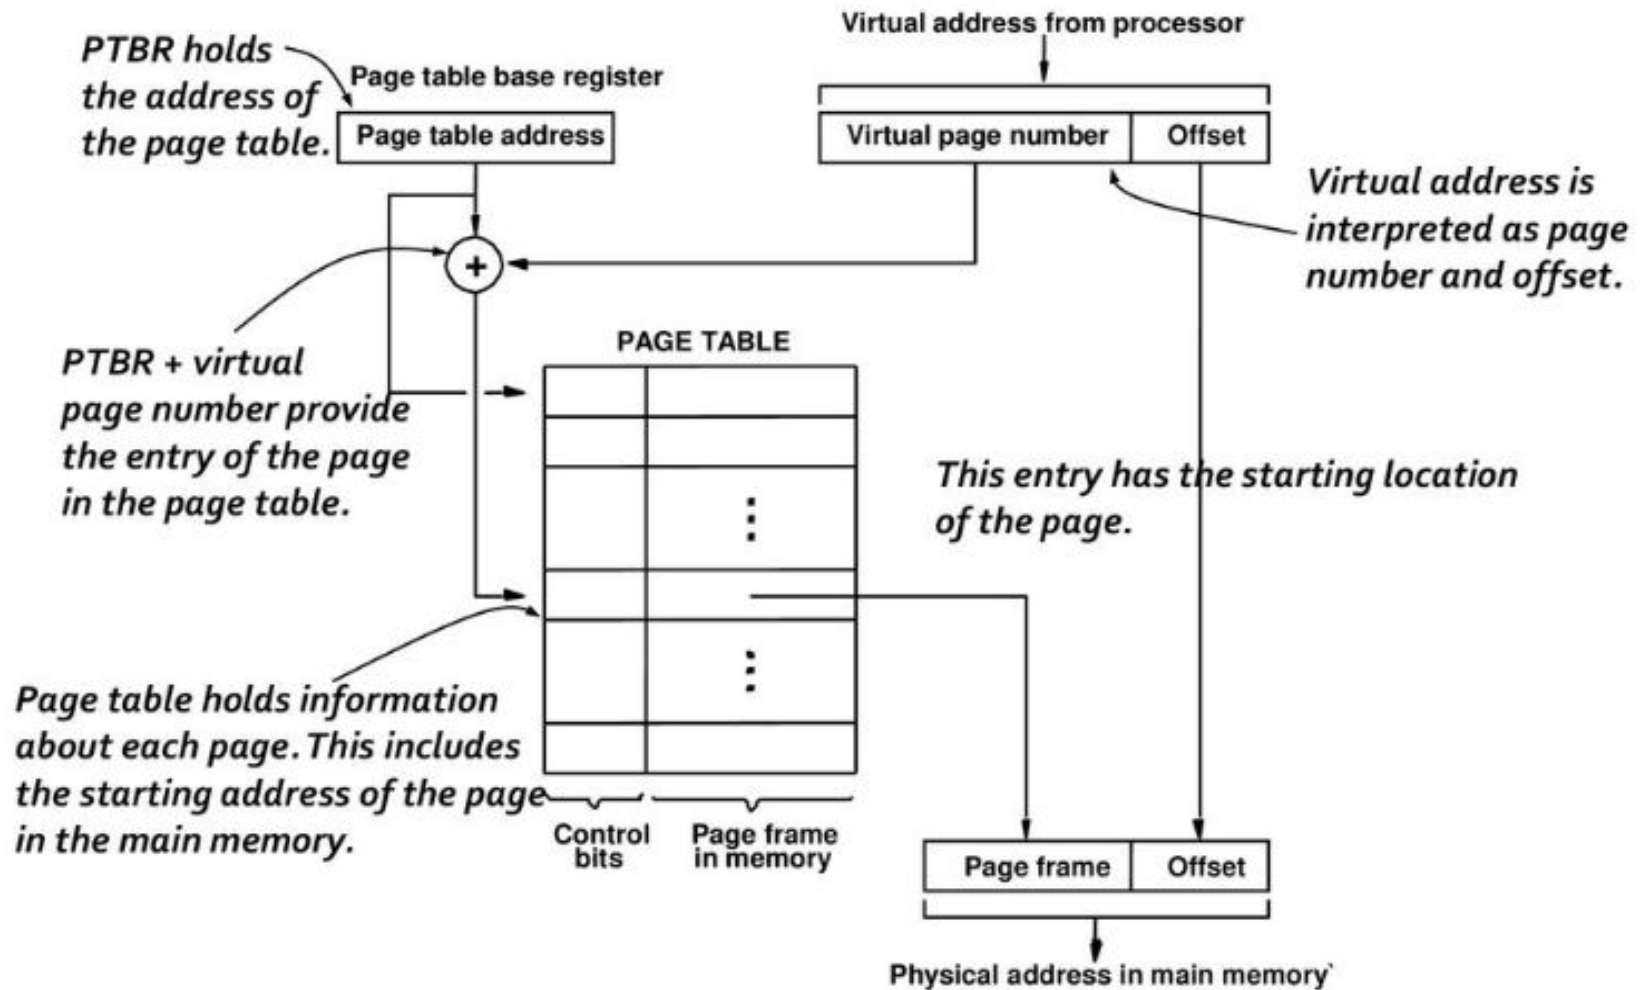 Virtual address from processor
PTBR holds
the address of
the page table.
Page table base register
Page table address
Virtual page number
Offset
Virtual address is
interpreted as page
number and offset.
+
PTBR + virtual
page number provide
the entry of the page
in the page table.
PAGE TABLE
This entry has the starting location
of the page.
Page table holds information
about each page. This includes
the starting address of the page
in the main memory.
Control
bits
Page frame
in memory
Page frame
Offset
Physical address in main memory`